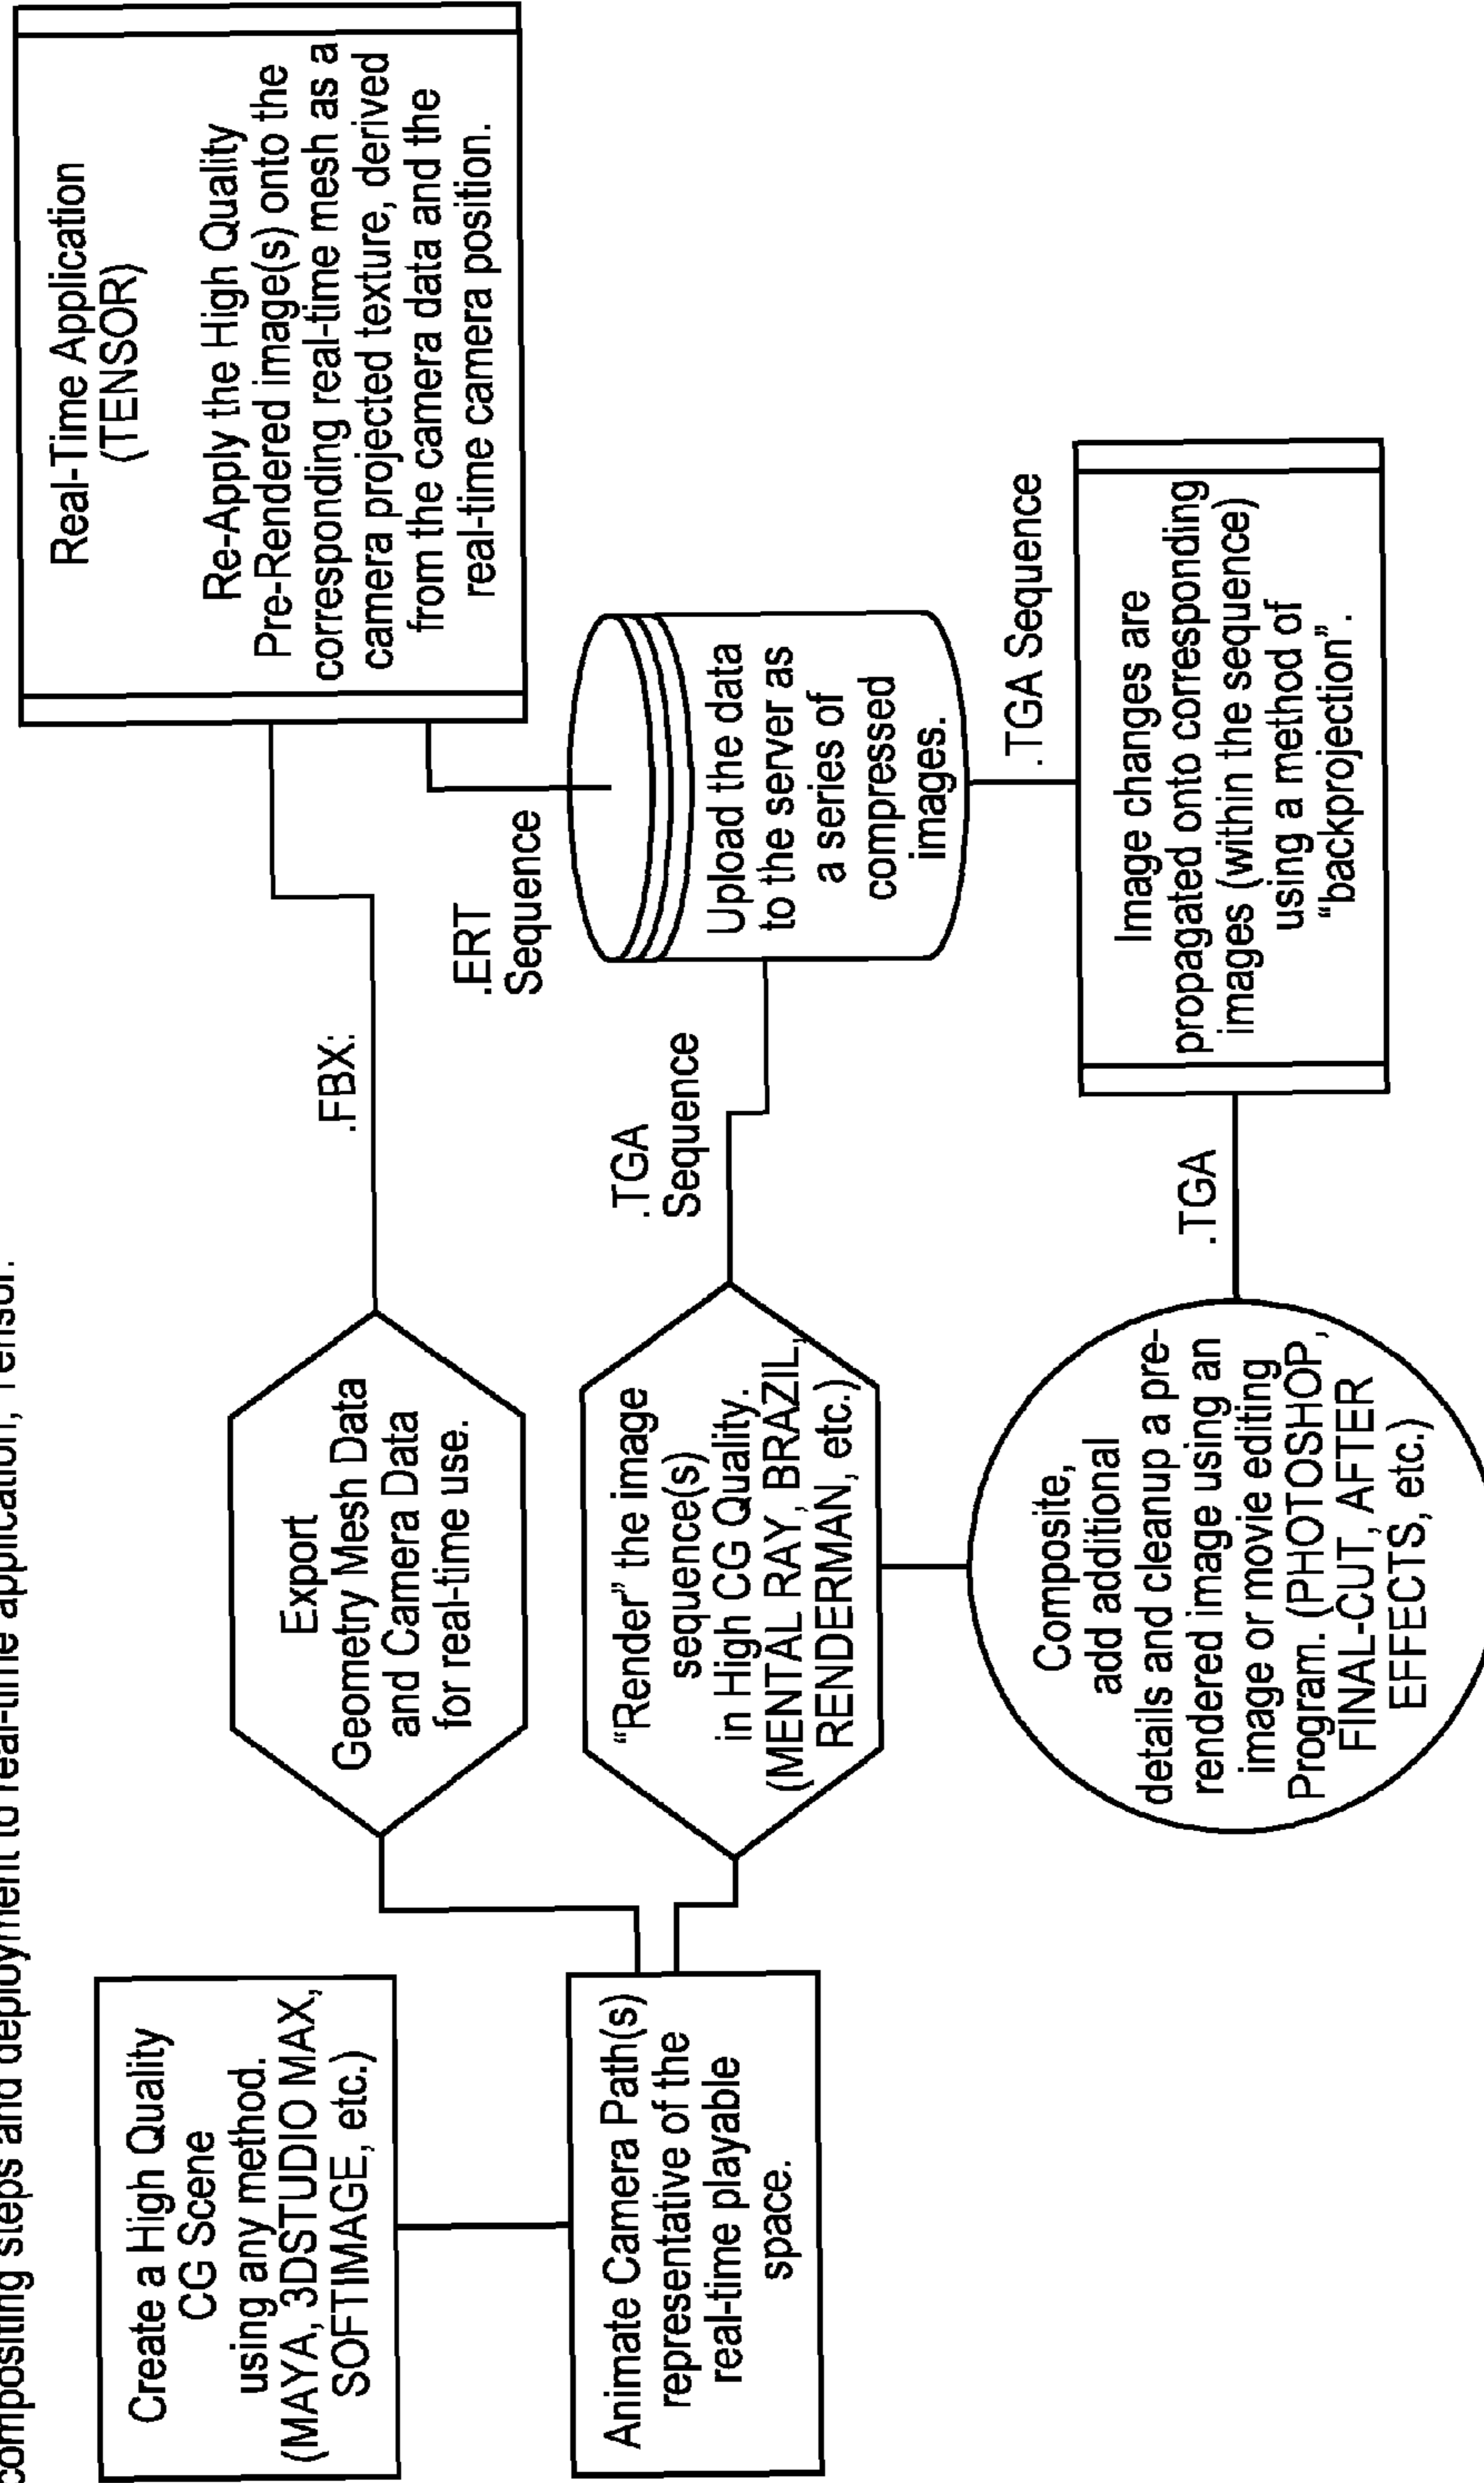 compositing steps and deployment to real-time application, Tensor.
Create a High Quality
CG Scene
using any method.
(MAYA, 3DSTUDIO MAX,
SOFTIMAGE, etc.)
Animate Camera Path(s)
representative of the
real-time playable
space.
Export
Geometry Mesh Data
and Camera Data
for real-time use.
"Render" the image
sequence(s)
in High CG Quality.
(MENTAL RAY, BRAZIL,
RENDERMAN, etc.)
Composite,
add additional
details and cleanup a pre-
rendered image using an
image or movie editing
Program. (PHOTOSHOP,
FINAL-CUT, AFTER
EFFECTS, etc.)
.FBX:
.TGA
Sequence
.TGA
.ERT
Sequence
Upload the data
to the server as
a series of
compressed
images.
.TGA Sequence
Image changes are
propagated onto corresponding
images (within the sequence)
using a method of
“backprojection”.
Real-Time Application
(TENSOR)
Re-Apply the High Quality
Pre-Rendered image(s) onto the
corresponding real-time mesh as a
camera projected texture, derived
from the camera data and the
real-time camera position.